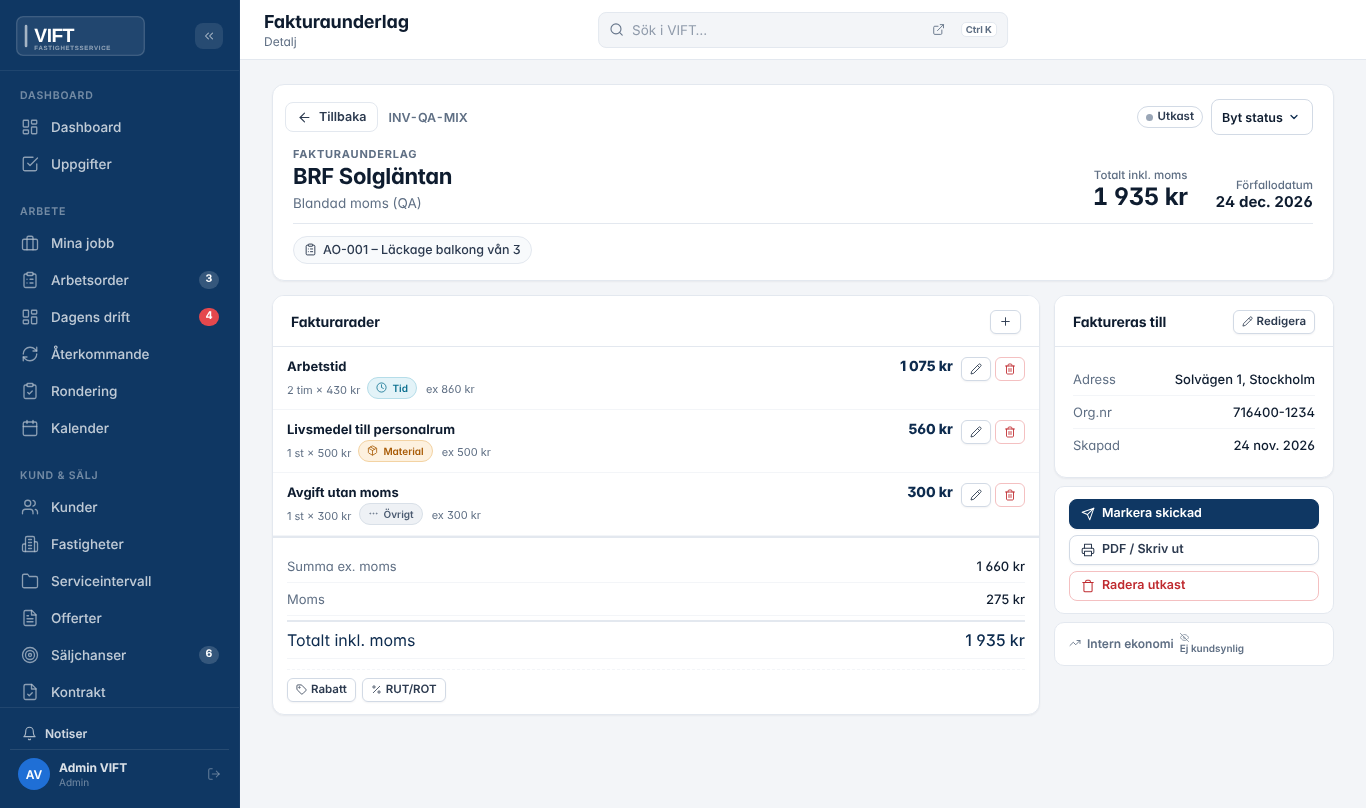 VIFT
FASTIGHETSSERVICE
DASHBOARD
Dashboard
Uppgifter
ARBETE
Mina jobb
Arbetsorder 3
Dagens drift 4
Återkommande
Rondering
Kalender
KUND & SÄLJ
Kunder
Fastigheter
Serviceintervall
Offerter
Säljchanser 6
Kontrakt
Notiser
AV Admin VIFT
Admin
Fakturaunderlag
Detalj
Sök i VIFT... Ctrl K
Tillbaka INV-QA-MIX Utkast Byt status
FAKTURAUNDERLAG
BRF Solgläntan
Blandad moms (QA)
Totalt inkl. moms
1 935 kr
Förfallodatum
24 dec. 2026
AO-001 – Läckage balkong vån 3
Fakturarader
Arbetstid 1 075 kr
2 tim × 430 kr Tid ex 860 kr
Livsmedel till personalrum 560 kr
1 st × 500 kr Material ex 500 kr
Avgift utan moms 300 kr
1 st × 300 kr Övrigt ex 300 kr
Summa ex. moms 1 660 kr
Moms 275 kr
Totalt inkl. moms 1 935 kr
Rabatt RUT/ROT
Faktureras till Redigera
Adress Solvägen 1, Stockholm
Org.nr 716400-1234
Skapad 24 nov. 2026
Markera skickad
PDF / Skriv ut
Radera utkast
Intern ekonomi Ej kundsynlig